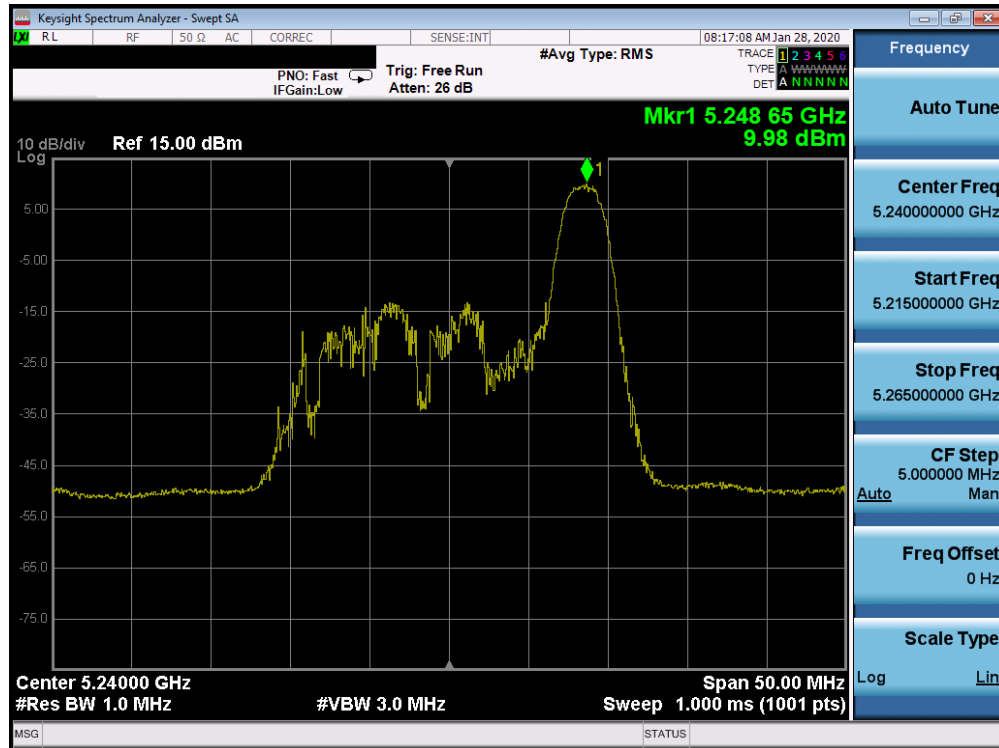 Keysight Spectrum Analyzer - Swept SA
LXI RL RF 50 Ω AC CORREC SENSE:INT 08:17:08 AM Jan 28, 2020
#Avg Type: RMS TRACE 1 2 3 4 5 6
PNO: Fast Trig: Free Run TYPE A WWWWW
IFGain:Low Atten: 26 dB DET A N N N N N
Mkr1 5.248 65 GHz
10 dB/div Ref 15.00 dBm 9.98 dBm
Log
1
5.00
-5.00
-15.0
-25.0
-35.0
-45.0
-55.0
-65.0
-75.0
Center 5.24000 GHz Span 50.00 MHz
#Res BW 1.0 MHz #VBW 3.0 MHz Sweep 1.000 ms (1001 pts)
MSG STATUS
Frequency
Auto Tune
Center Freq
5.240000000 GHz
Start Freq
5.215000000 GHz
Stop Freq
5.265000000 GHz
CF Step
5.000000 MHz
Auto Man
Freq Offset
0 Hz
Scale Type
Log Lin